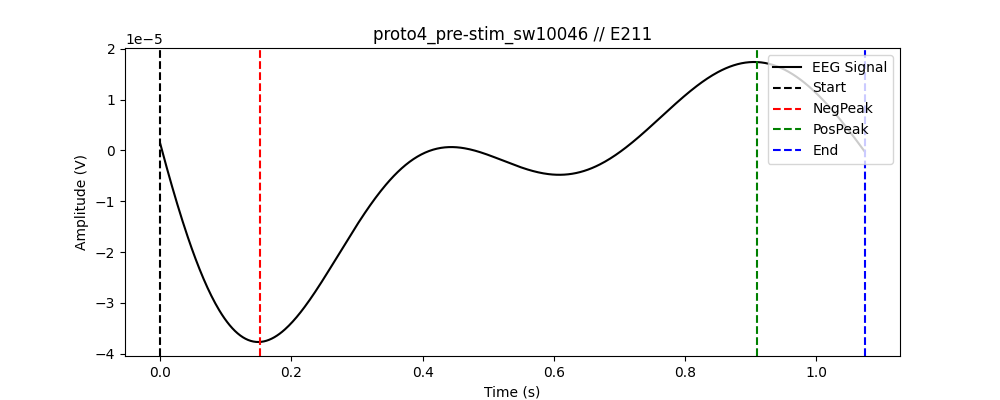 proto4_pre-stim_sw10046 // E211
1e−5
2
1
0
−1
−2
−3
−4
Amplitude (V)
EEG Signal
Start
NegPeak
PosPeak
End
0.0 0.2 0.4 0.6 0.8 1.0
Time (s)